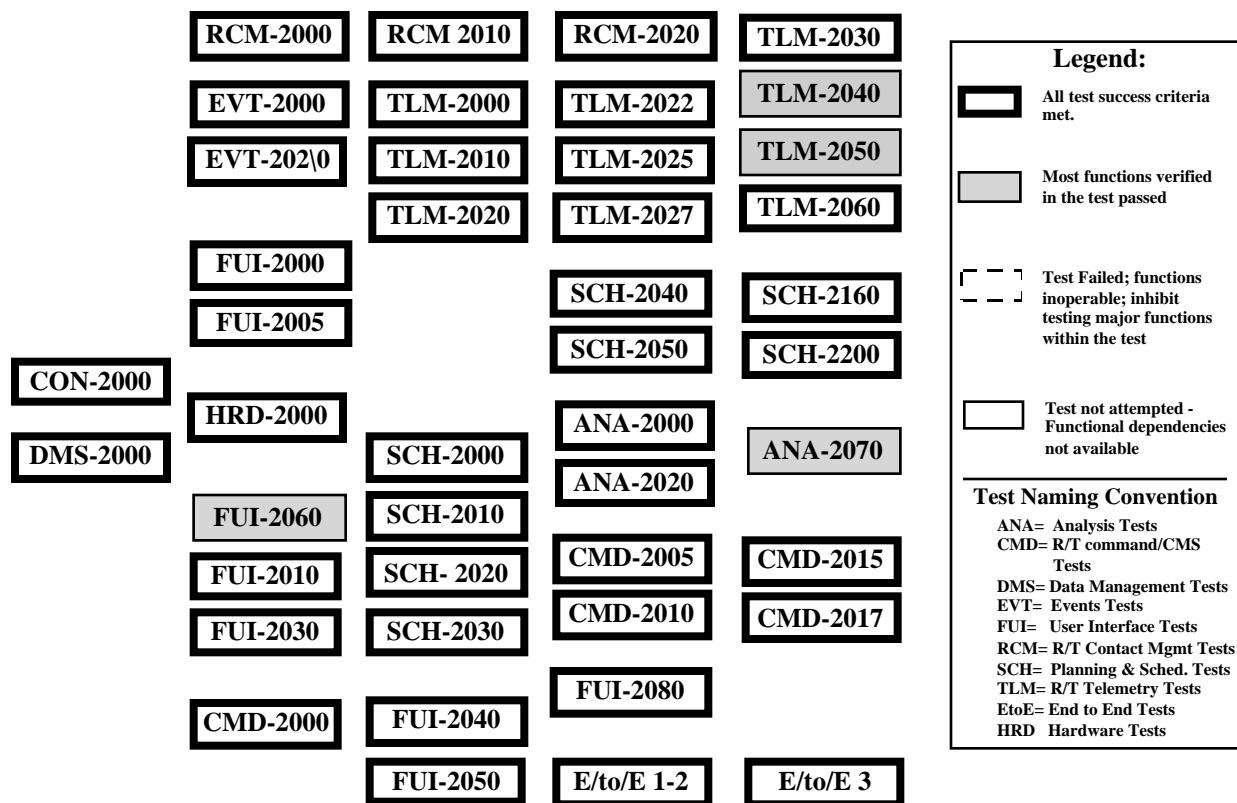 RCM-2000
RCM 2010
RCM-2020
TLM-2030
EVT-2000
TLM-2000
TLM-2022
TLM-2040
EVT-202\0
TLM-2010
TLM-2025
TLM-2050
TLM-2020
TLM-2027
TLM-2060
FUI-2000
SCH-2040
SCH-2160
FUI-2005
SCH-2050
SCH-2200
CON-2000
HRD-2000
ANA-2000
DMS-2000
SCH-2000
ANA-2020
ANA-2070
FUI-2060
SCH-2010
FUI-2010
SCH- 2020
CMD-2005
CMD-2015
FUI-2030
SCH-2030
CMD-2010
CMD-2017
FUI-2080
CMD-2000
FUI-2040
FUI-2050
E/to/E 1-2
E/to/E 3
Legend:
All test success criteria
met.
Most functions verified
in the test passed
Test Failed; functions
inoperable; inhibit
testing major functions
within the test
Test not attempted -
Functional dependencies
not available
Test Naming Convention
ANA= Analysis Tests
CMD= R/T command/CMS
Tests
DMS= Data Management Tests
EVT= Events Tests
FUI= User Interface Tests
RCM= R/T Contact Mgmt Tests
SCH= Planning & Sched. Tests
TLM= R/T Telemetry Tests
EtoE= End to End Tests
HRD Hardware Tests